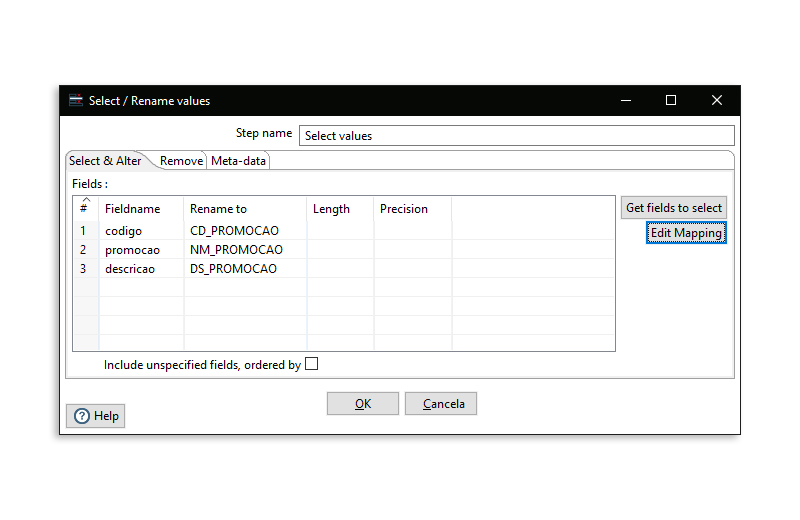 Select / Rename values
Step name Select values
Select & Alter Remove Meta-data
Fields :
# Fieldname Rename to Length Precision
1 codigo CD_PROMOCAO
2 promocao NM_PROMOCAO
3 descricao DS_PROMOCAO
Get fields to select
Edit Mapping
Include unspecified fields, ordered by
OK Cancela
Help